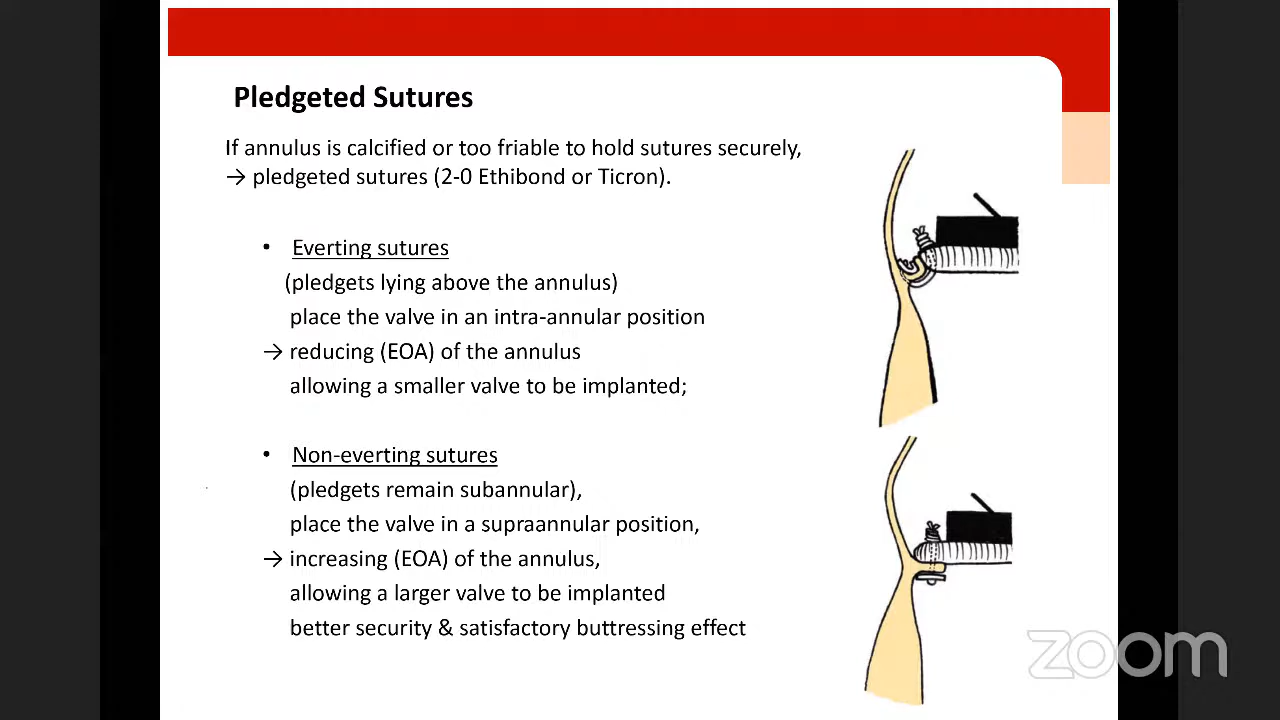 Pledgeted Sutures
If annulus is calcified or too friable to hold sutures securely,
→ pledgeted sutures (2-0 Ethibond or Ticron).
• Everting sutures
(pledgets lying above the annulus)
place the valve in an intra-annular position
→ reducing (EOA) of the annulus
allowing a smaller valve to be implanted;
• Non-everting sutures
(pledgets remain subannular),
place the valve in a supraannular position,
→ increasing (EOA) of the annulus,
allowing a larger valve to be implanted
better security & satisfactory buttressing effect
zoom